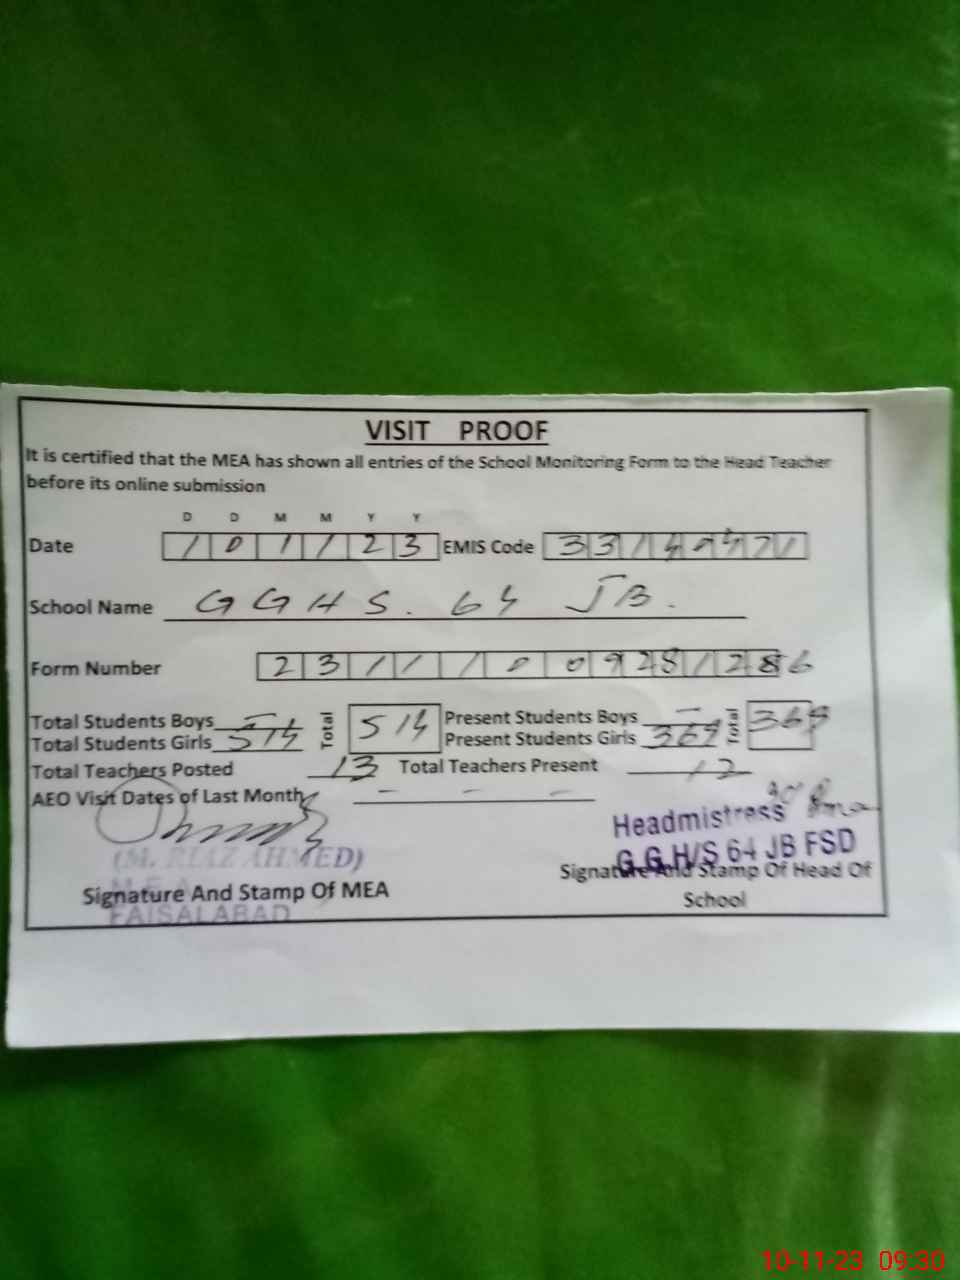 VISIT PROOF
It is certified that the MEA has shown all entries of the School Monitoring Form to the Head Teacher
before its online submission
D D M M Y Y
Date 1 0 1 1 2 3 EMIS Code
School Name GGHS. 64 JB.
Form Number
Total Students Boys — Total 514 Present Students Boys — Total 369
Total Students Girls 514 Present Students Girls 369
Total Teachers Posted 13 Total Teachers Present 12
AEO Visit Dates of Last Month - - -
(M. RIAZ AHMED)
M.E.A
FAISALABAD
Signature And Stamp Of MEA
Headmistress
G.G.H/S 64 JB FSD
Signature And Stamp Of Head Of
School
10-11-23 09:30